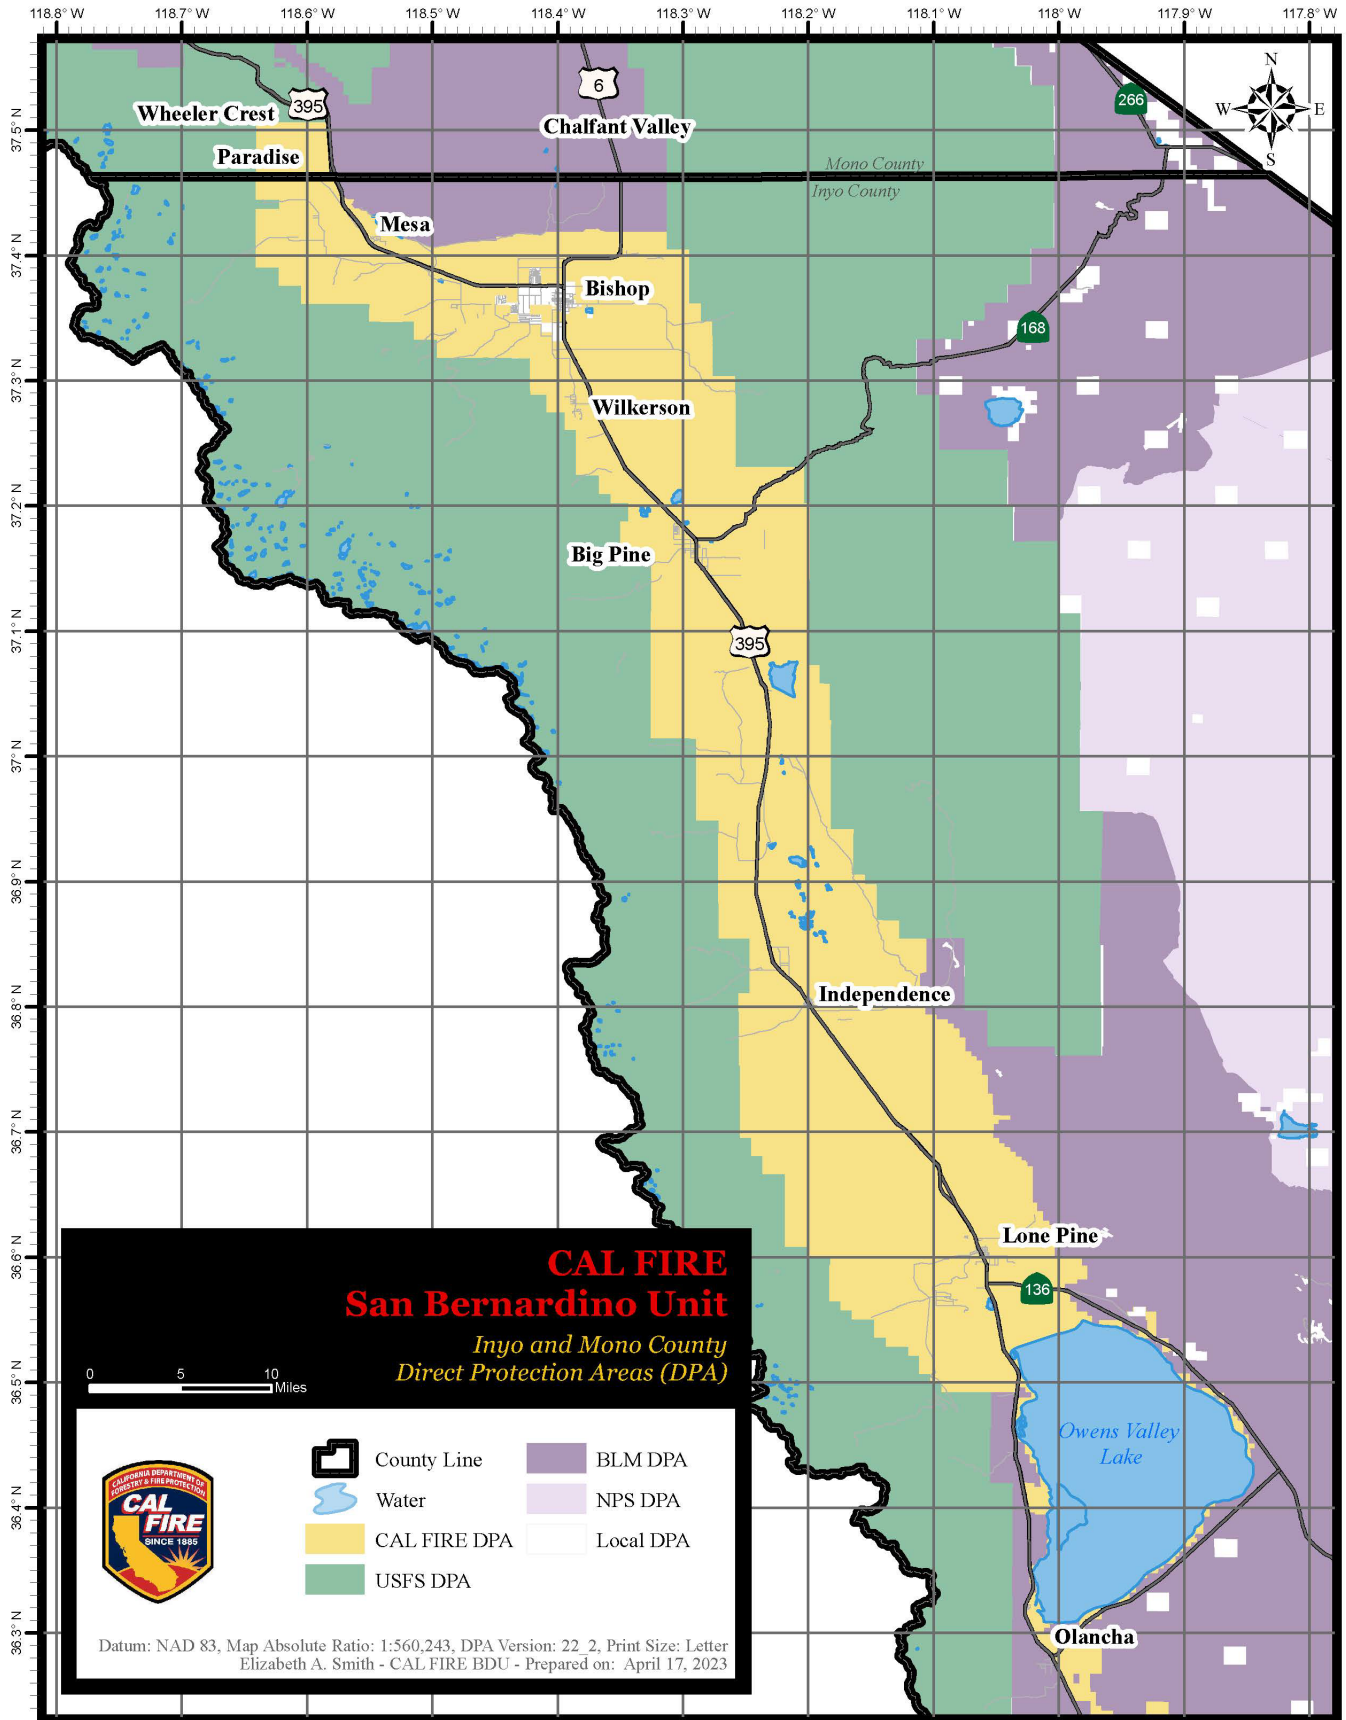 118.8° W 118.7° W 118.6° W 118.5° W 118.4° W 118.3° W 118.2° W 118.1° W 118° W 117.9° W 117.8° W
37.5° N
37.4° N
37.3° N
37.2° N
37.1° N
37° N
36.9° N
36.8° N
36.7° N
36.6° N
36.5° N
36.4° N
36.3° N
N
W E
S
6
266
395
Wheeler Crest
Chalfant Valley
Paradise
Mono County
Inyo County
Mesa
Bishop
168
Wilkerson
Big Pine
395
Independence
Lone Pine
136
Owens Valley
Lake
Olancha
CAL FIRE
San Bernardino Unit
Inyo and Mono County
Direct Protection Areas (DPA)
0 5 10
Miles
CALIFORNIA DEPARTMENT OF
FORESTRY & FIRE PROTECTION
CAL
FIRE
SINCE 1885
County Line
Water
CAL FIRE DPA
USFS DPA
BLM DPA
NPS DPA
Local DPA
Datum: NAD 83, Map Absolute Ratio: 1:560,243, DPA Version: 22_2, Print Size: Letter
Elizabeth A. Smith - CAL FIRE BDU - Prepared on: April 17, 2023